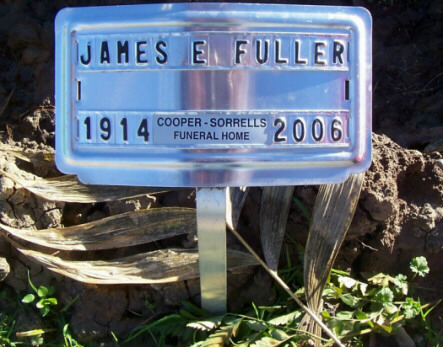 JAMES E FULLER
1914 COOPER - SORRELLS 2006
FUNERAL HOME